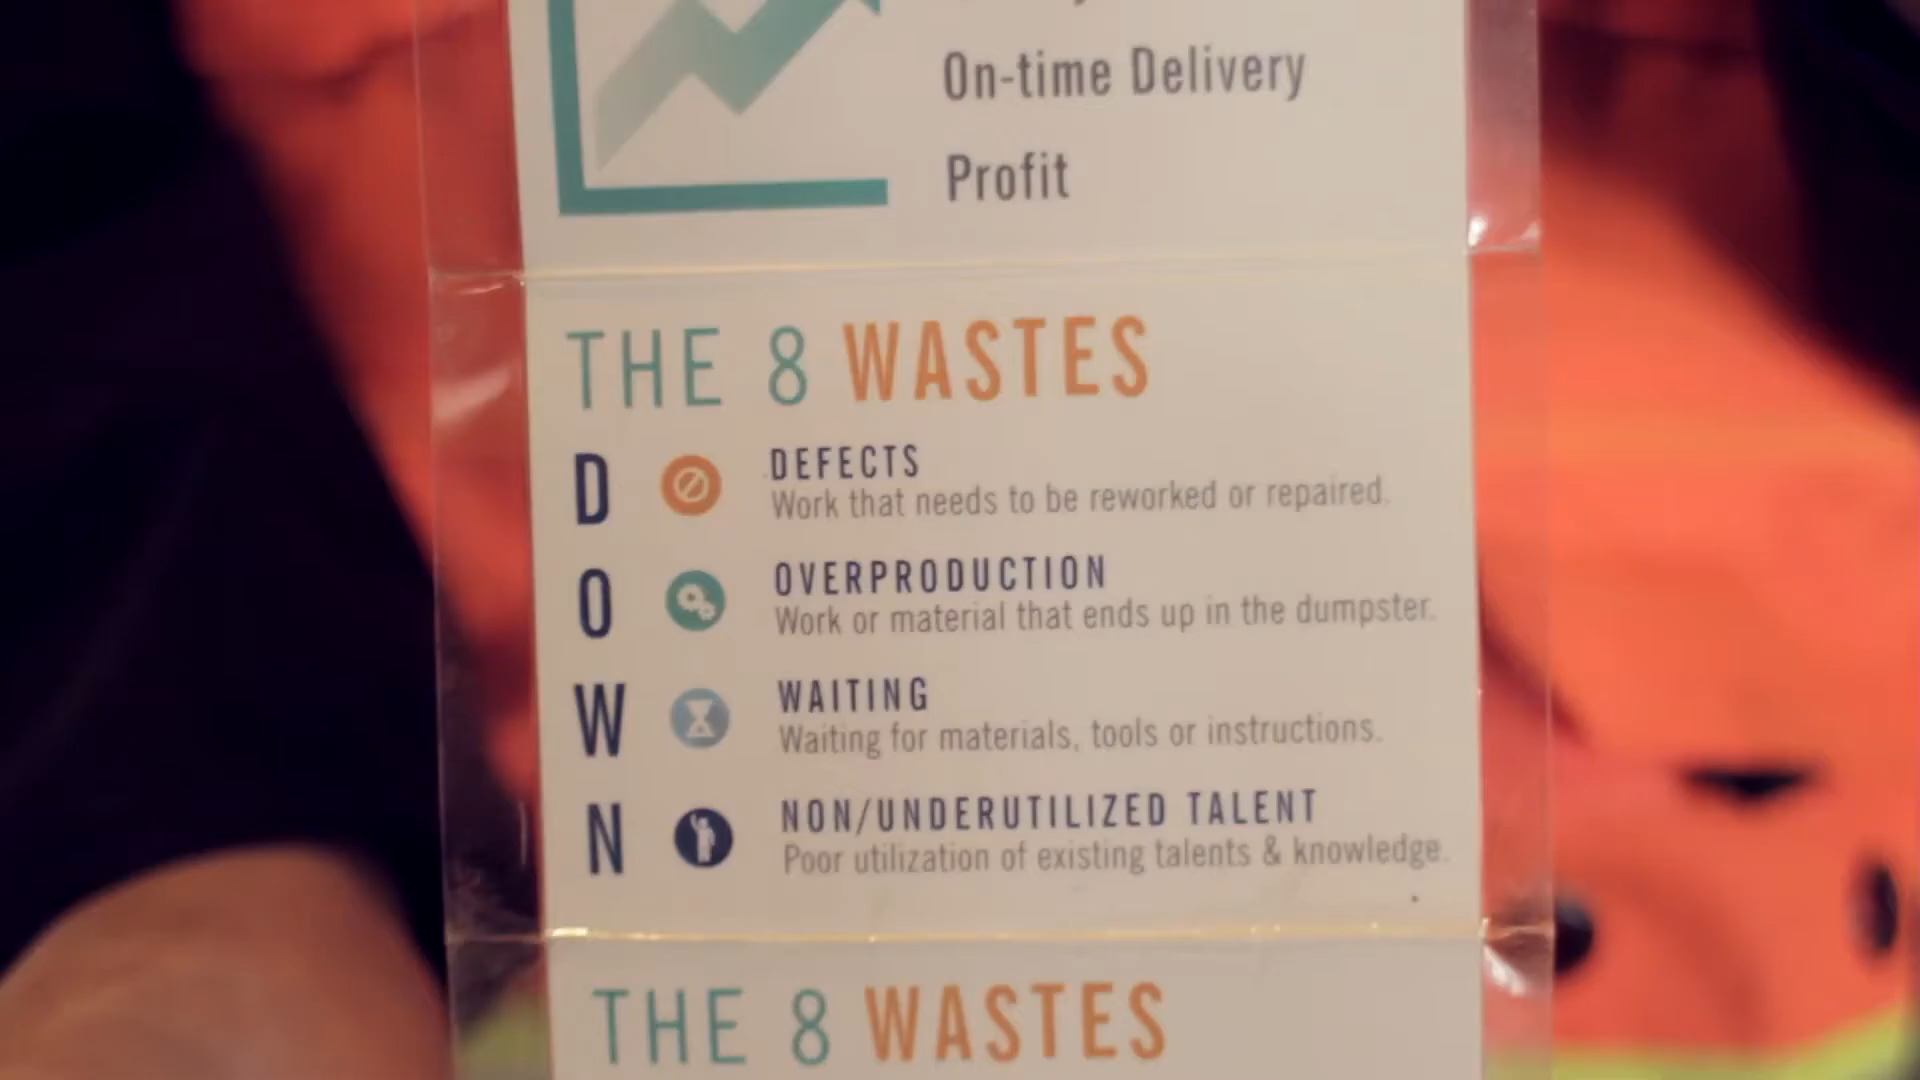 On-time Delivery
Profit
THE 8 WASTES
D DEFECTS
Work that needs to be reworked or repaired.
O OVERPRODUCTION
Work or material that ends up in the dumpster.
W WAITING
Waiting for materials, tools or instructions.
N NON/UNDERUTILIZED TALENT
Poor utilization of existing talents & knowledge.
THE 8 WASTES